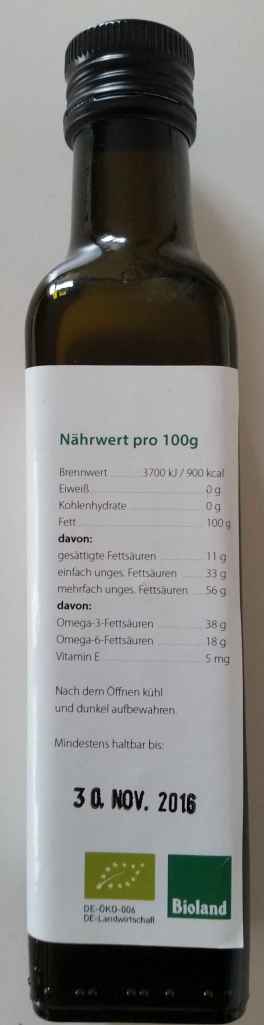 Nährwert pro 100g
Brennwert 3700 kJ / 900 kcal
Eiweiß 0 g
Kohlenhydrate 0 g
Fett 100 g
davon:
gesättigte Fettsäuren 11 g
einfach unges. Fettsäuren 33 g
mehrfach unges. Fettsäuren 56 g
davon:
Omega-3-Fettsäuren 38 g
Omega-6-Fettsäuren 18 g
Vitamin E 5 mg
Nach dem Öffnen kühl
und dunkel aufbewahren.
Mindestens haltbar bis:
30. NOV. 2016
DE-ÖKO-006
DE-Landwirtschaft
Bioland